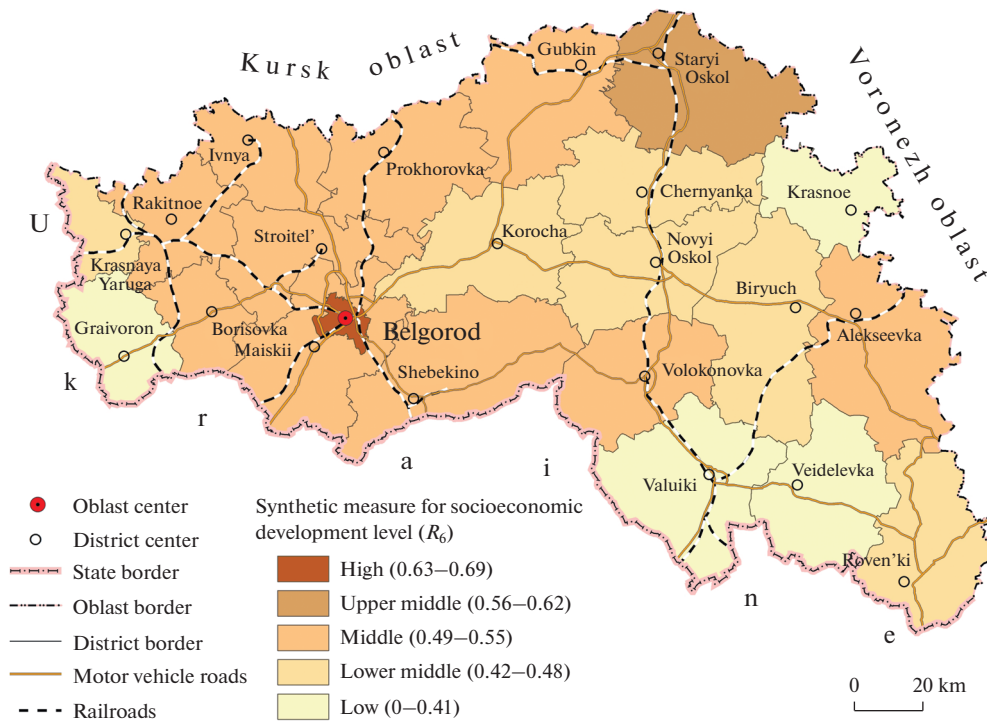 Kursk oblast
Voronezh oblast
Ukraine
Gubkin
Staryi
Oskol
Ivnya
Prokhorovka
Rakitnoe
Chernyanka
Krasnoe
Stroitel’
Korocha
Krasnaya
Yaruga
Novyi
Oskol
Biryuch
Graivoron
Borisovka
Belgorod
Alekseevka
Maiskii
Shebekino
Volokonovka
Valuiki
Veidelevka
Roven’ki
Oblast center
District center
State border
Oblast border
District border
Motor vehicle roads
Railroads
Synthetic measure for socioeconomic
development level (R6)
High (0.63–0.69)
Upper middle (0.56–0.62)
Middle (0.49–0.55)
Lower middle (0.42–0.48)
Low (0–0.41)
0 20 km